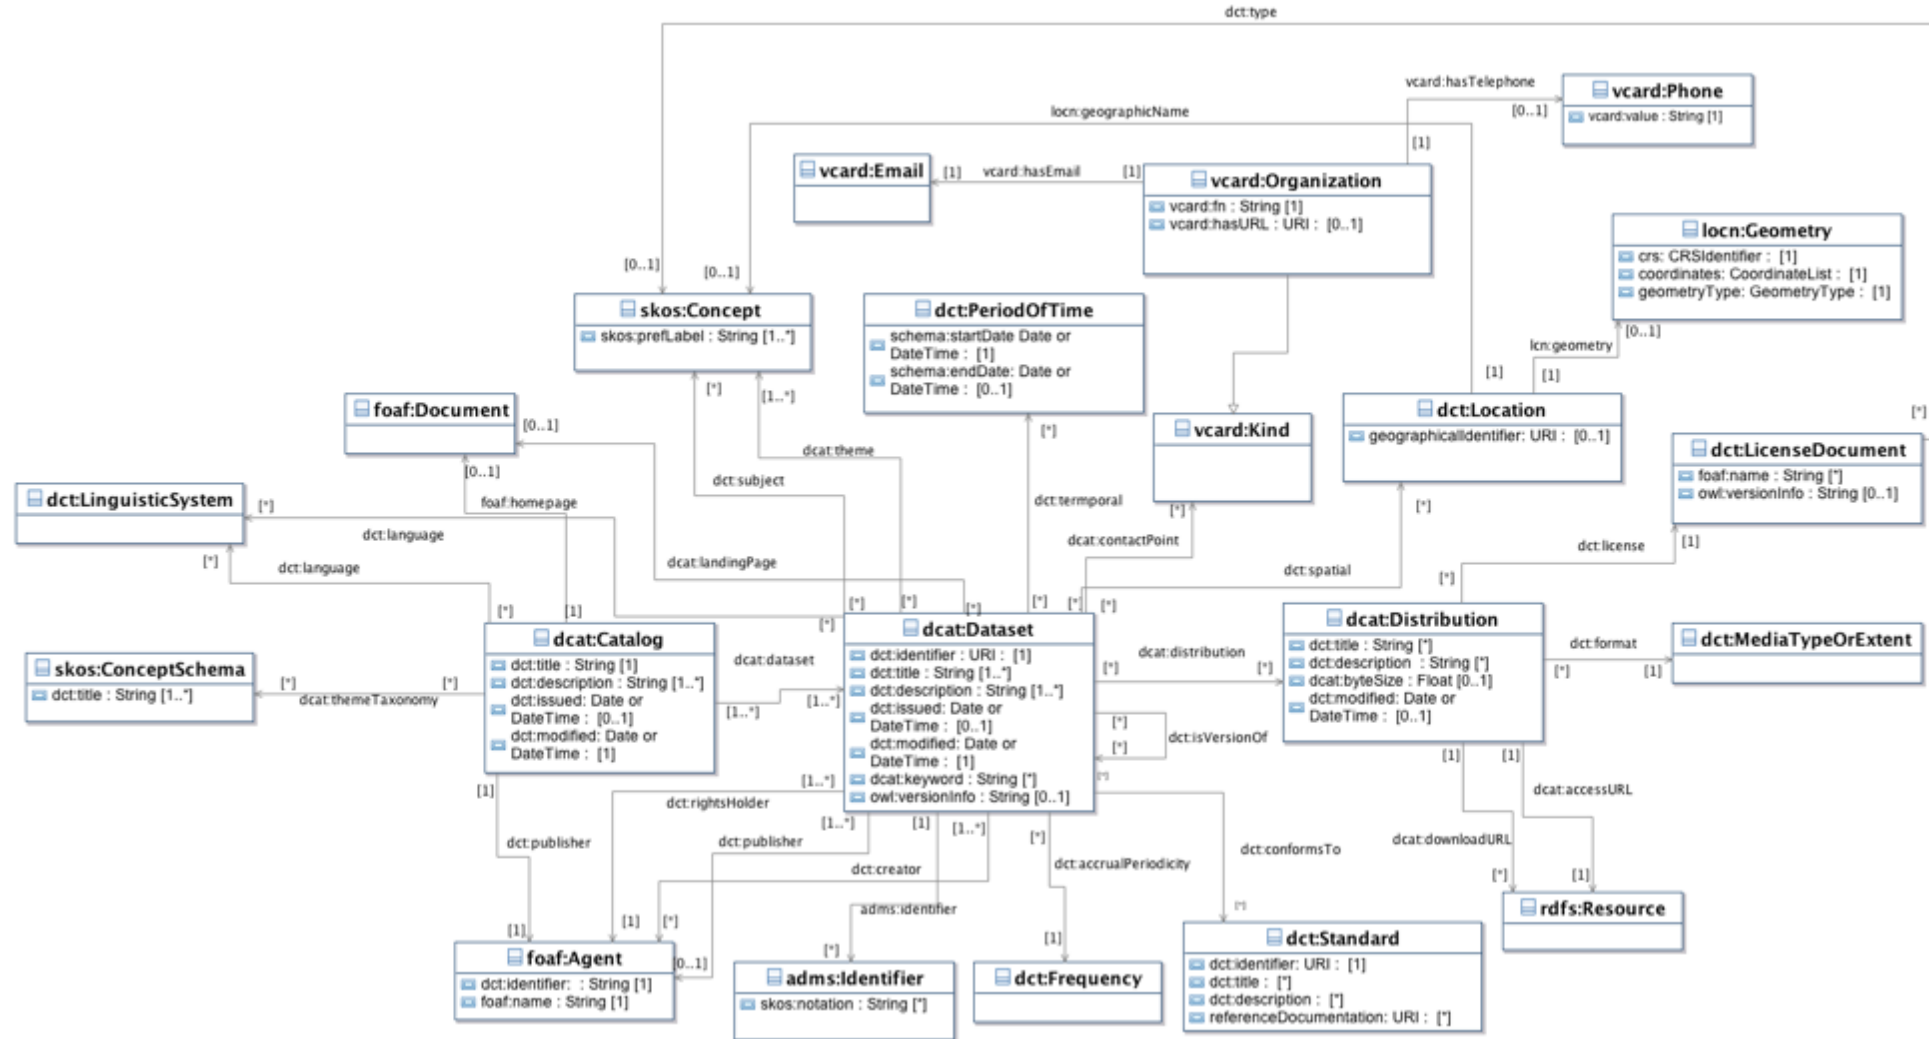 dct:type
vcard:hasTelephone
[0..1]
vcard:Phone
vcard:value : String [1]
locn:geographicName
[1]
vcard:Email
[1]
vcard:hasEmail
[1]
vcard:Organization
vcard:fn : String [1]
vcard:hasURL : URI : [0..1]
locn:Geometry
crs: CRSIdentifier : [1]
coordinates: CoordinateList : [1]
geometryType: GeometryType : [1]
[0..1]
[0..1]
skos:Concept
skos:prefLabel : String [1..*]
dct:PeriodOfTime
schema:startDate Date or
DateTime : [1]
schema:endDate: Date or
DateTime : [0..1]
[0..1]
lcn:geometry
[1]
[1]
[*]
[1..*]
foaf:Document
[0..1]
[*]
vcard:Kind
dct:Location
geographicalIdentifier: URI : [0..1]
[*]
dct:LicenseDocument
foaf:name : String [*]
owl:versionInfo : String [0..1]
dcat:theme
dct:subject
[0..1]
dct:LinguisticSystem
[*]
foaf:homepage
dct:language
dct:termporal
[*]
[*]
dcat:contactPoint
dct:license
[1]
[*]
dct:language
dcat:landingPage
dct:spatial
[*]
[*]
[1]
[*]
[*]
[*]
[*]
[*]
[*]
[*]
dcat:Catalog
dct:title : String [1]
dct:description : String [1..*]
dct:issued: Date or
DateTime : [0..1]
dct:modified: Date or
DateTime : [1]
dcat:Dataset
dct:identifier : URI : [1]
dct:title : String [1..*]
dct:description : String [1..*]
dct:issued: Date or
DateTime : [0..1]
dct:modified: Date or
DateTime : [1]
dcat:keyword : String [*]
owl:versionInfo : String [0..1]
dcat:Distribution
dct:title : String [*]
dct:description : String [*]
dcat:byteSize : Float [0..1]
dct:modified: Date or
DateTime : [0..1]
dct:format
[*]
[1]
dct:MediaTypeOrExtent
skos:ConceptSchema
dct:title : String [1..*]
[*]
[*]
dcat:themeTaxonomy
dcat:dataset
[1..*]
[1..*]
dcat:distribution
[*]
[*]
[*]
dct:isVersionOf
[*]
[*]
[1]
[1]
[1]
[1..*]
dct:rightsHolder
[1..*]
[1]
[1..*]
[*]
dcat:accessURL
dct:publisher
dct:publisher
dct:creator
dct:accrualPeriodicity
dct:conformsTo
dcat:downloadURL
[*]
[1]
[1]
[1]
[*]
adms:identifier
[*]
[*]
[1]
rdfs:Resource
foaf:Agent
dct:identifier: : String [1]
foaf:name : String [1]
[0..1]
adms:Identifier
skos:notation : String [*]
dct:Frequency
dct:Standard
dct:identifier: URI : [1]
dct:title : [*]
dct:description : [*]
referenceDocumentation: URI : [*]